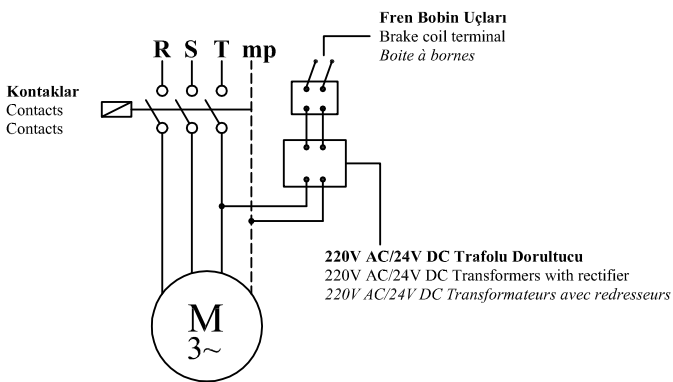 Fren Bobin Uçları
Brake coil terminal
Boite à bornes
R S T mp
Kontaklar
Contacts
Contacts
220V AC/24V DC Trafolu Dorultucu
220V AC/24V DC Transformers with rectifier
220V AC/24V DC Transformateurs avec redresseurs
M
3~